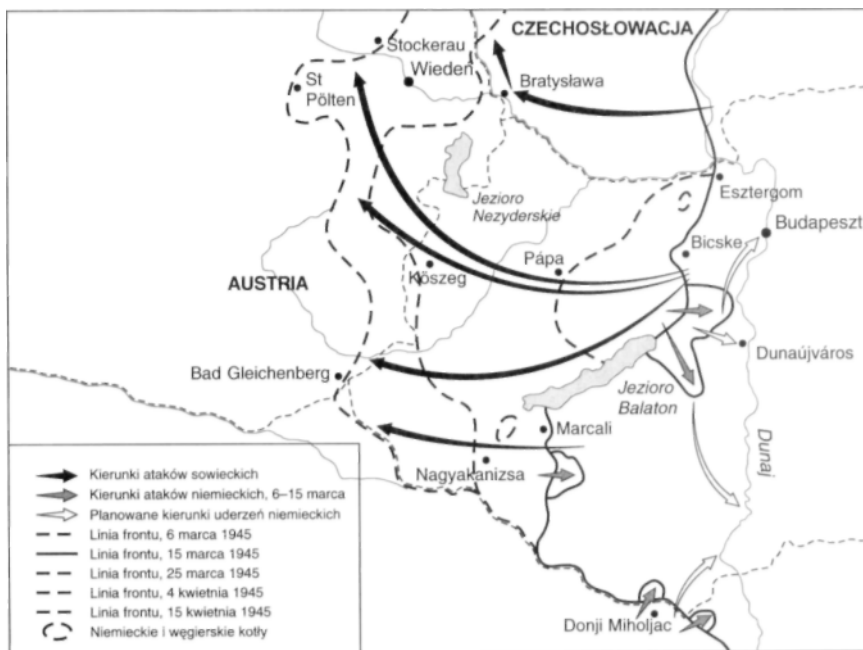 CZECHOSŁOWACJA
Stockerau
Wiedeń
St
Pölten
Bratysława
Esztergom
Jezioro
Nezyderskie
Budapeszt
Bicske
Pápa
Kőszeg
AUSTRIA
Dunaújváros
Bad Gleichenberg
Jezioro
Balaton
Marcali
Dunaj
Nagyakanizsa
Donji Miholjac
Kierunki ataków sowieckich
Kierunki ataków niemieckich, 6–15 marca
Planowane kierunki uderzeń niemieckich
Linia frontu, 6 marca 1945
Linia frontu, 15 marca 1945
Linia frontu, 25 marca 1945
Linia frontu, 4 kwietnia 1945
Linia frontu, 15 kwietnia 1945
Niemieckie i węgierskie kotły